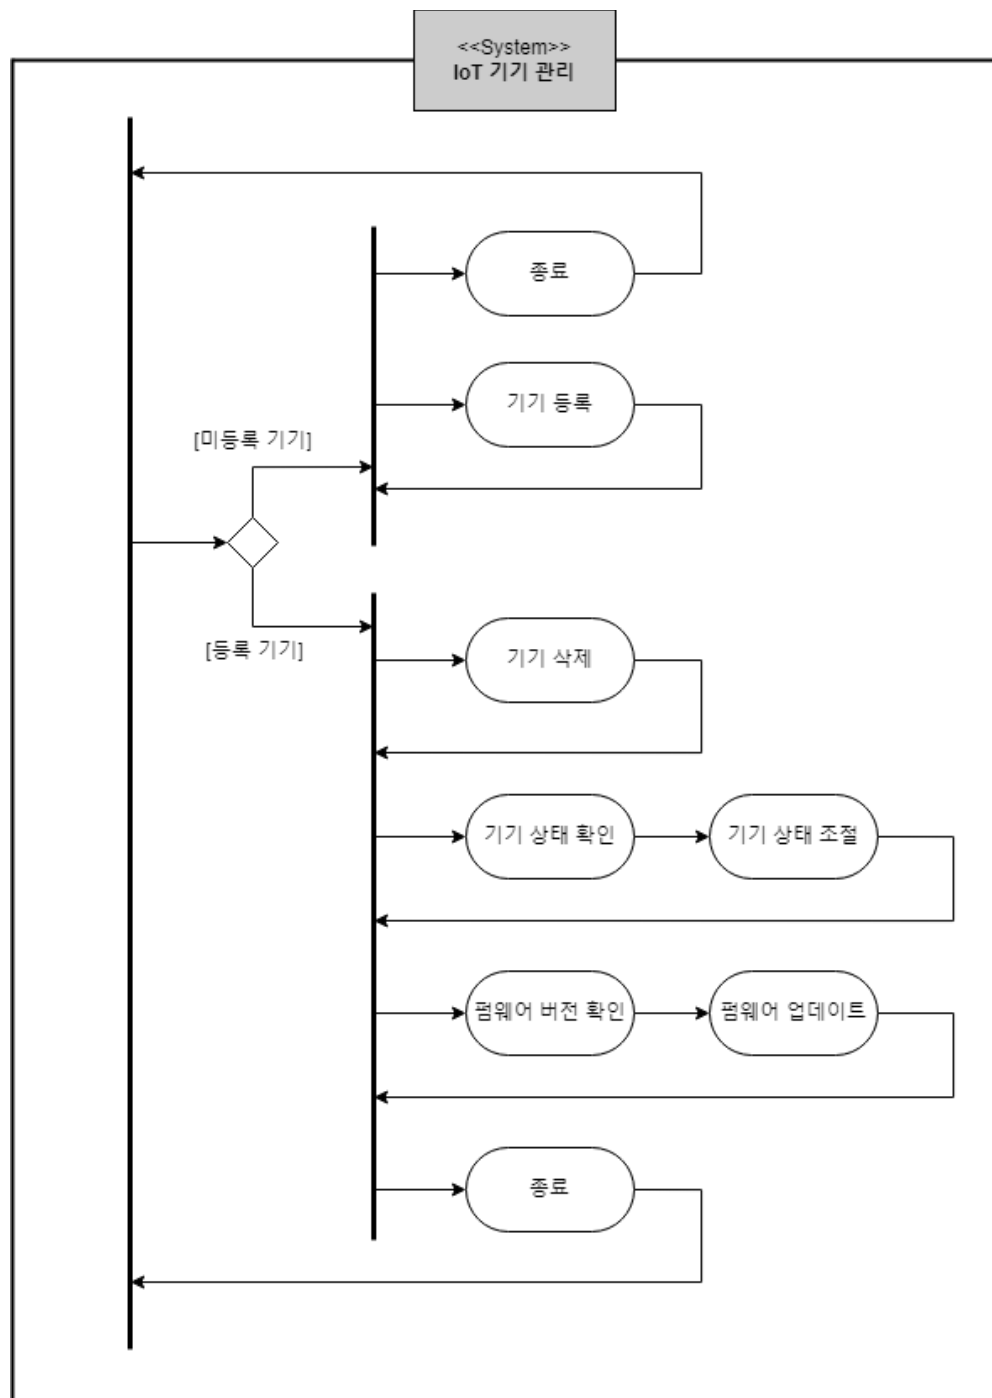 <<System>>
IoT 기기 관리
종료
기기 등록
[미등록 기기]
[등록 기기]
기기 삭제
기기 상태 확인
기기 상태 조절
펌웨어 버전 확인
펌웨어 업데이트
종료